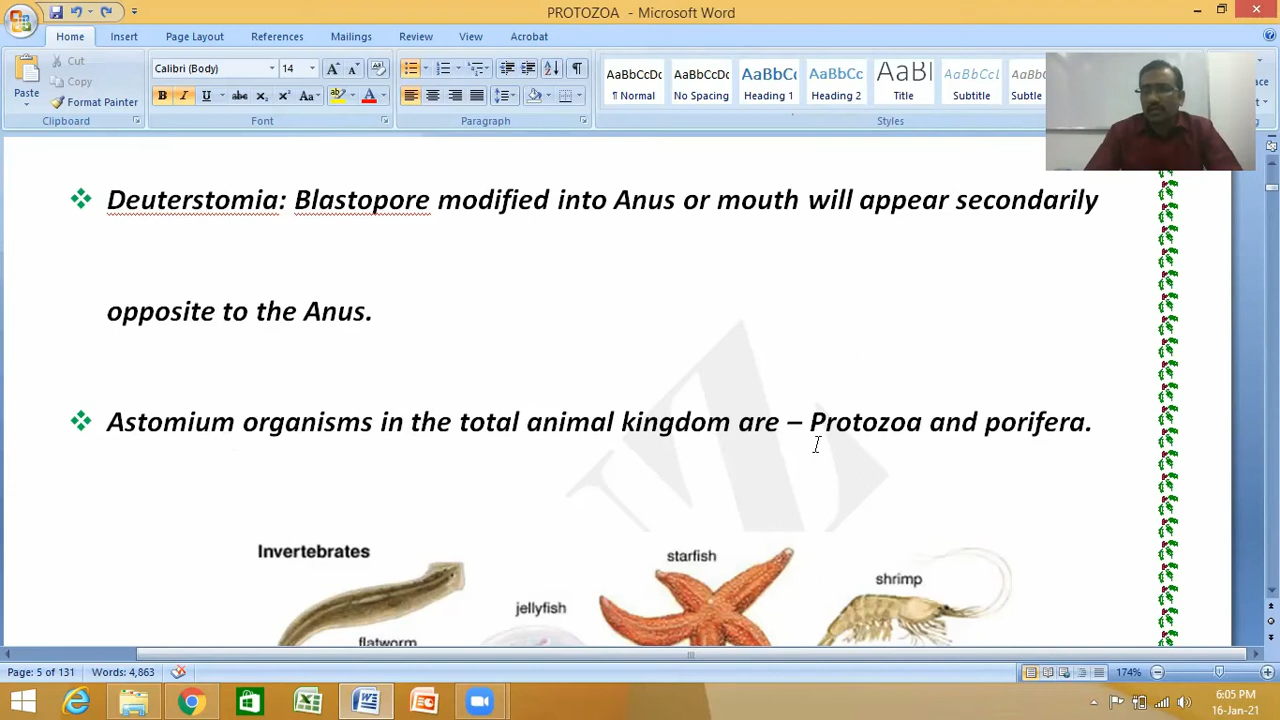 PROTOZOA - Microsoft Word
Home Insert Page Layout References Mailings Review View Acrobat
Cut
Copy
Format Painter
Paste
Calibri (Body) 14
AaBbCcDc AaBbCcDc AaBbCc AaBbCc AaBl AaBbCcL AaBbCc
¶ Normal No Spacing Heading 1 Heading 2 Title Subtitle Subtle
Clipboard Font Paragraph Styles
Deuterstomia: Blastopore modified into Anus or mouth will appear secondarily
opposite to the Anus.
Astomium organisms in the total animal kingdom are – Protozoa and porifera.
Invertebrates
starfish
shrimp
jellyfish
flatworm
Page: 5 of 131 Words: 4,863 174%
6:05 PM
16-Jan-21